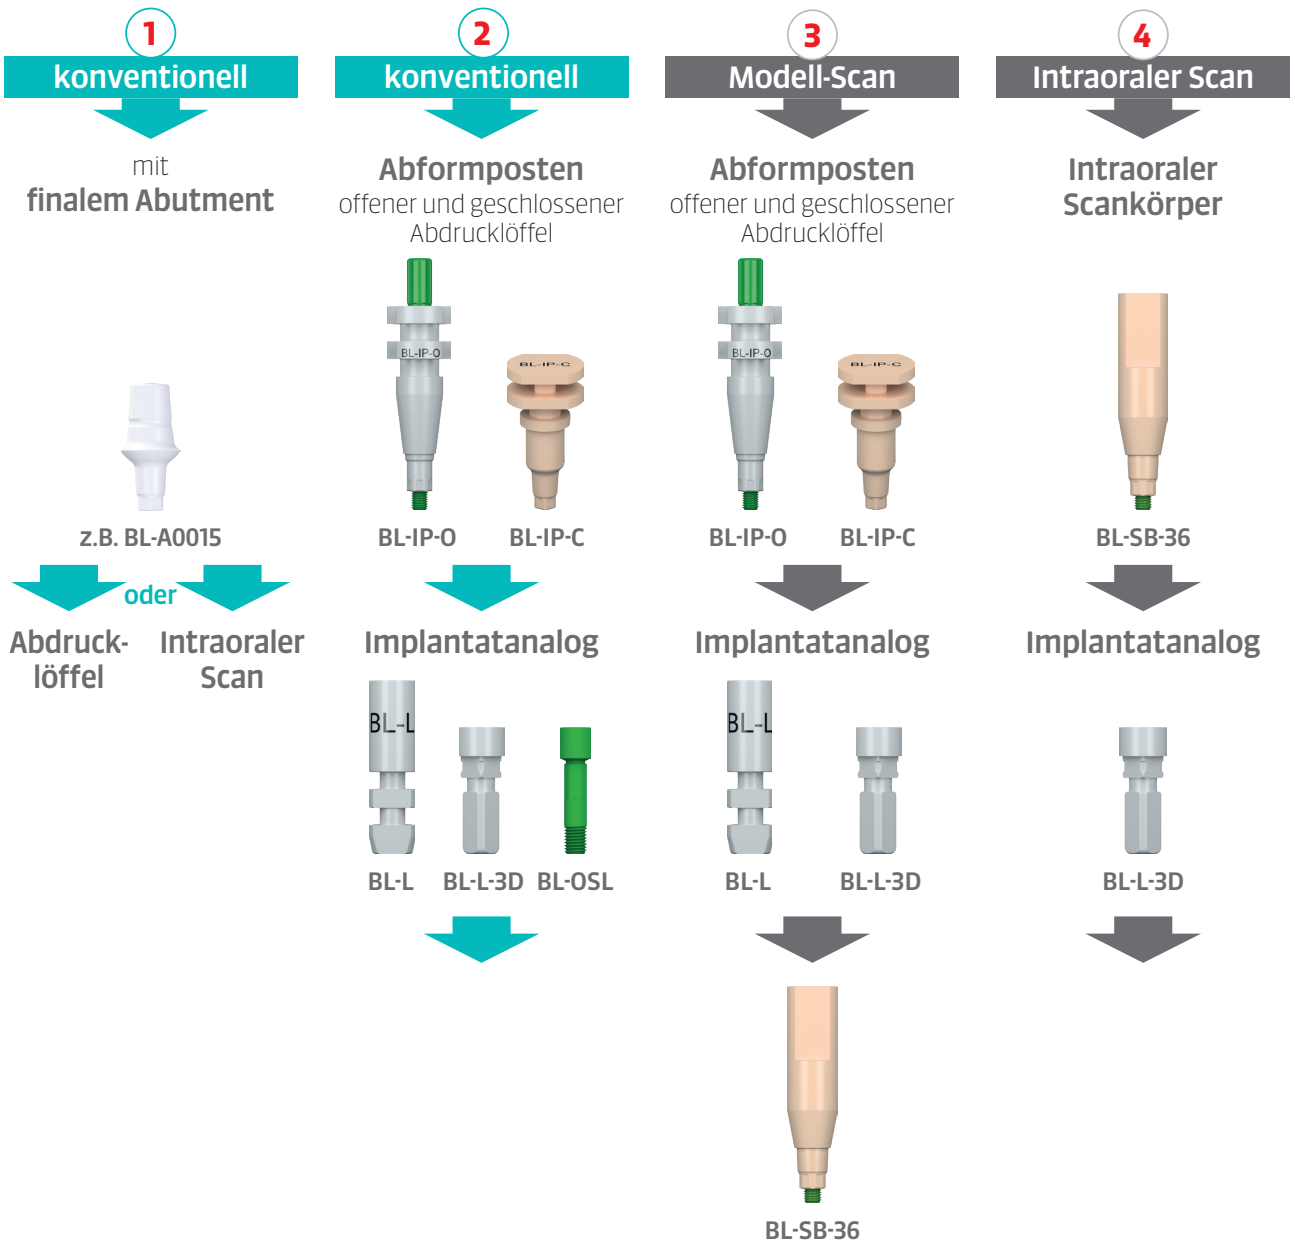 1
konventionell
mit
finalem Abutment
z.B. BL-A0015
oder
Abdruck-
löffel
Intraoraler
Scan
2
konventionell
Abformposten
offener und geschlossener
Abdrucklöffel
BL-IP-O
BL-IP-C
BL-IP-O
BL-IP-C
Implantatanalog
BL-L
BL-L
BL-L-3D
BL-OSL
3
Modell-Scan
Abformposten
offener und geschlossener
Abdrucklöffel
BL-IP-O
BL-IP-C
BL-IP-O
BL-IP-C
Implantatanalog
BL-L
BL-L
BL-L-3D
BL-SB-36
4
Intraoraler Scan
Intraoraler
Scankörper
BL-SB-36
Implantatanalog
BL-L-3D